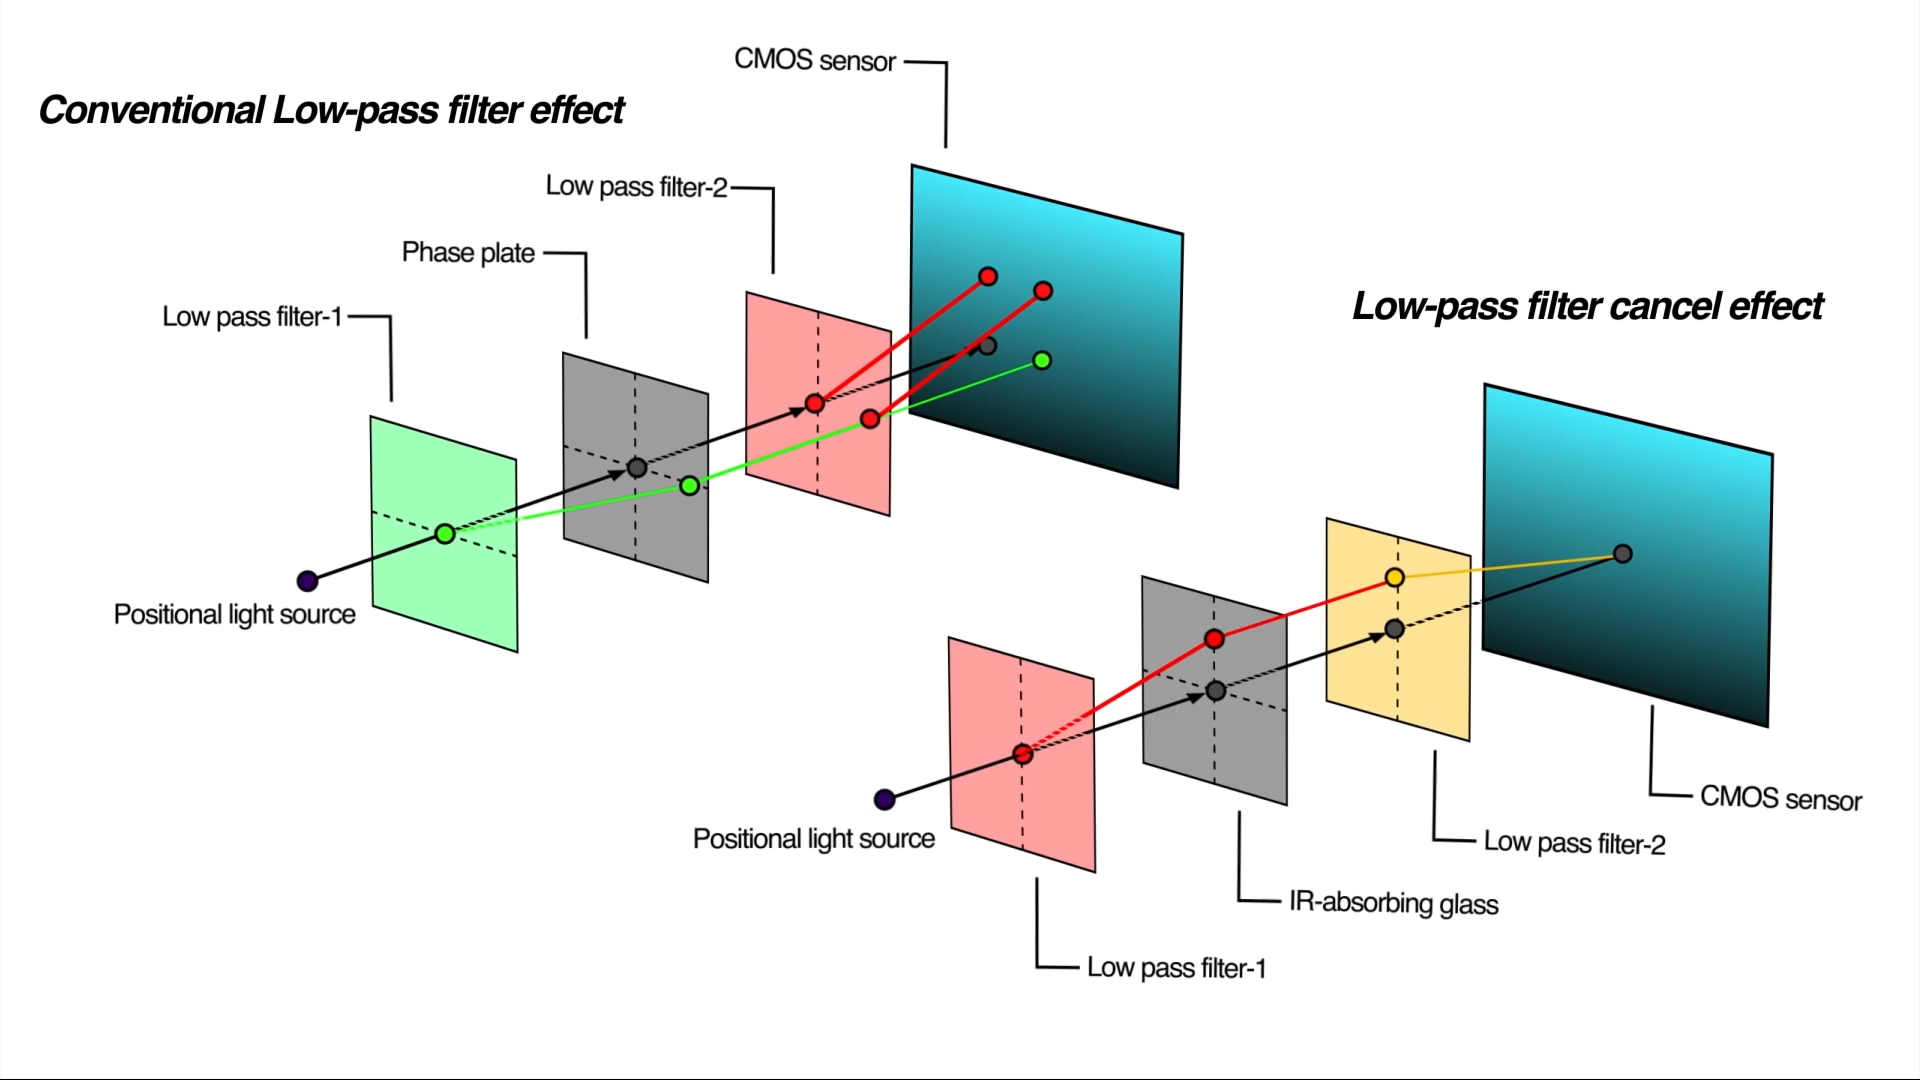 CMOS sensor
Conventional Low-pass filter effect
Low pass filter-2
Phase plate
Low pass filter-1
Positional light source
Low-pass filter cancel effect
CMOS sensor
Low pass filter-2
Positional light source
IR-absorbing glass
Low pass filter-1